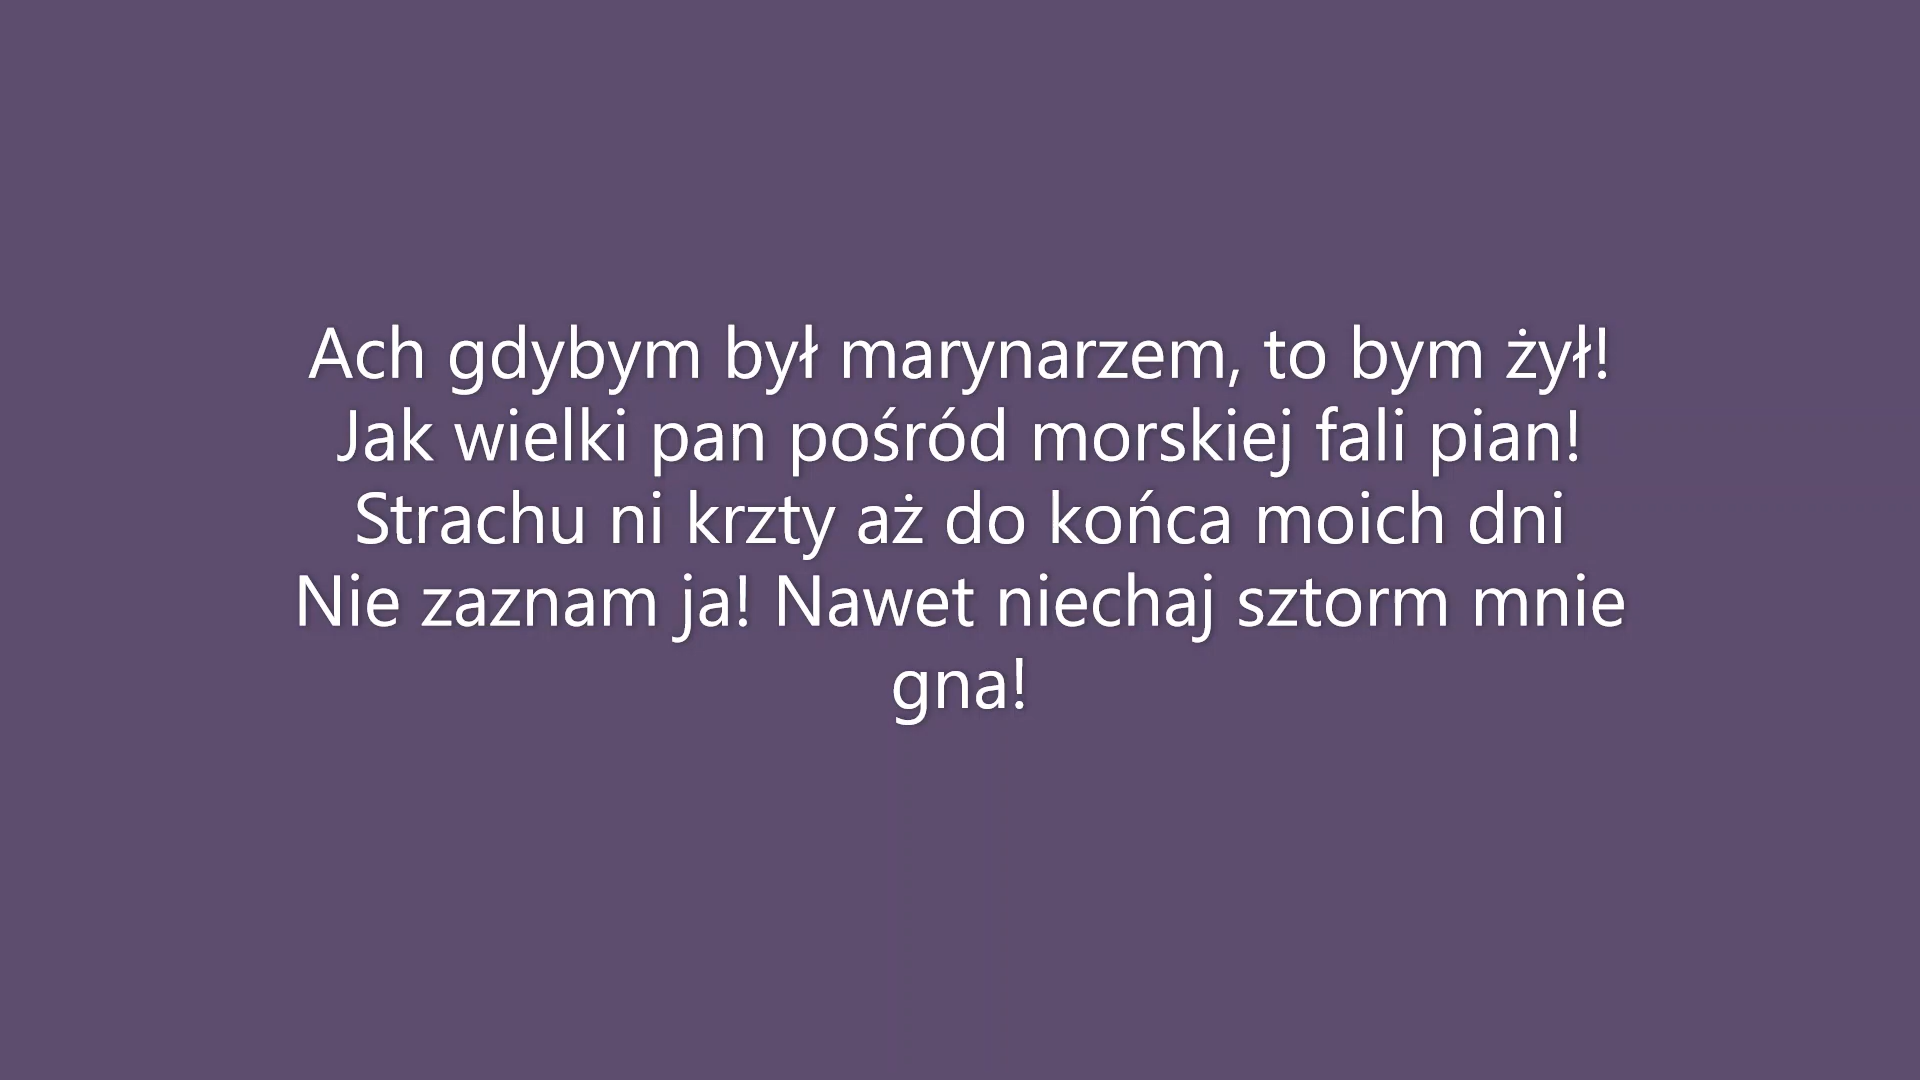 Ach gdybym był marynarzem, to bym żył!
Jak wielki pan pośród morskiej fali pian!
Strachu ni krzty aż do końca moich dni
Nie zaznam ja! Nawet niechaj sztorm mnie
gna!